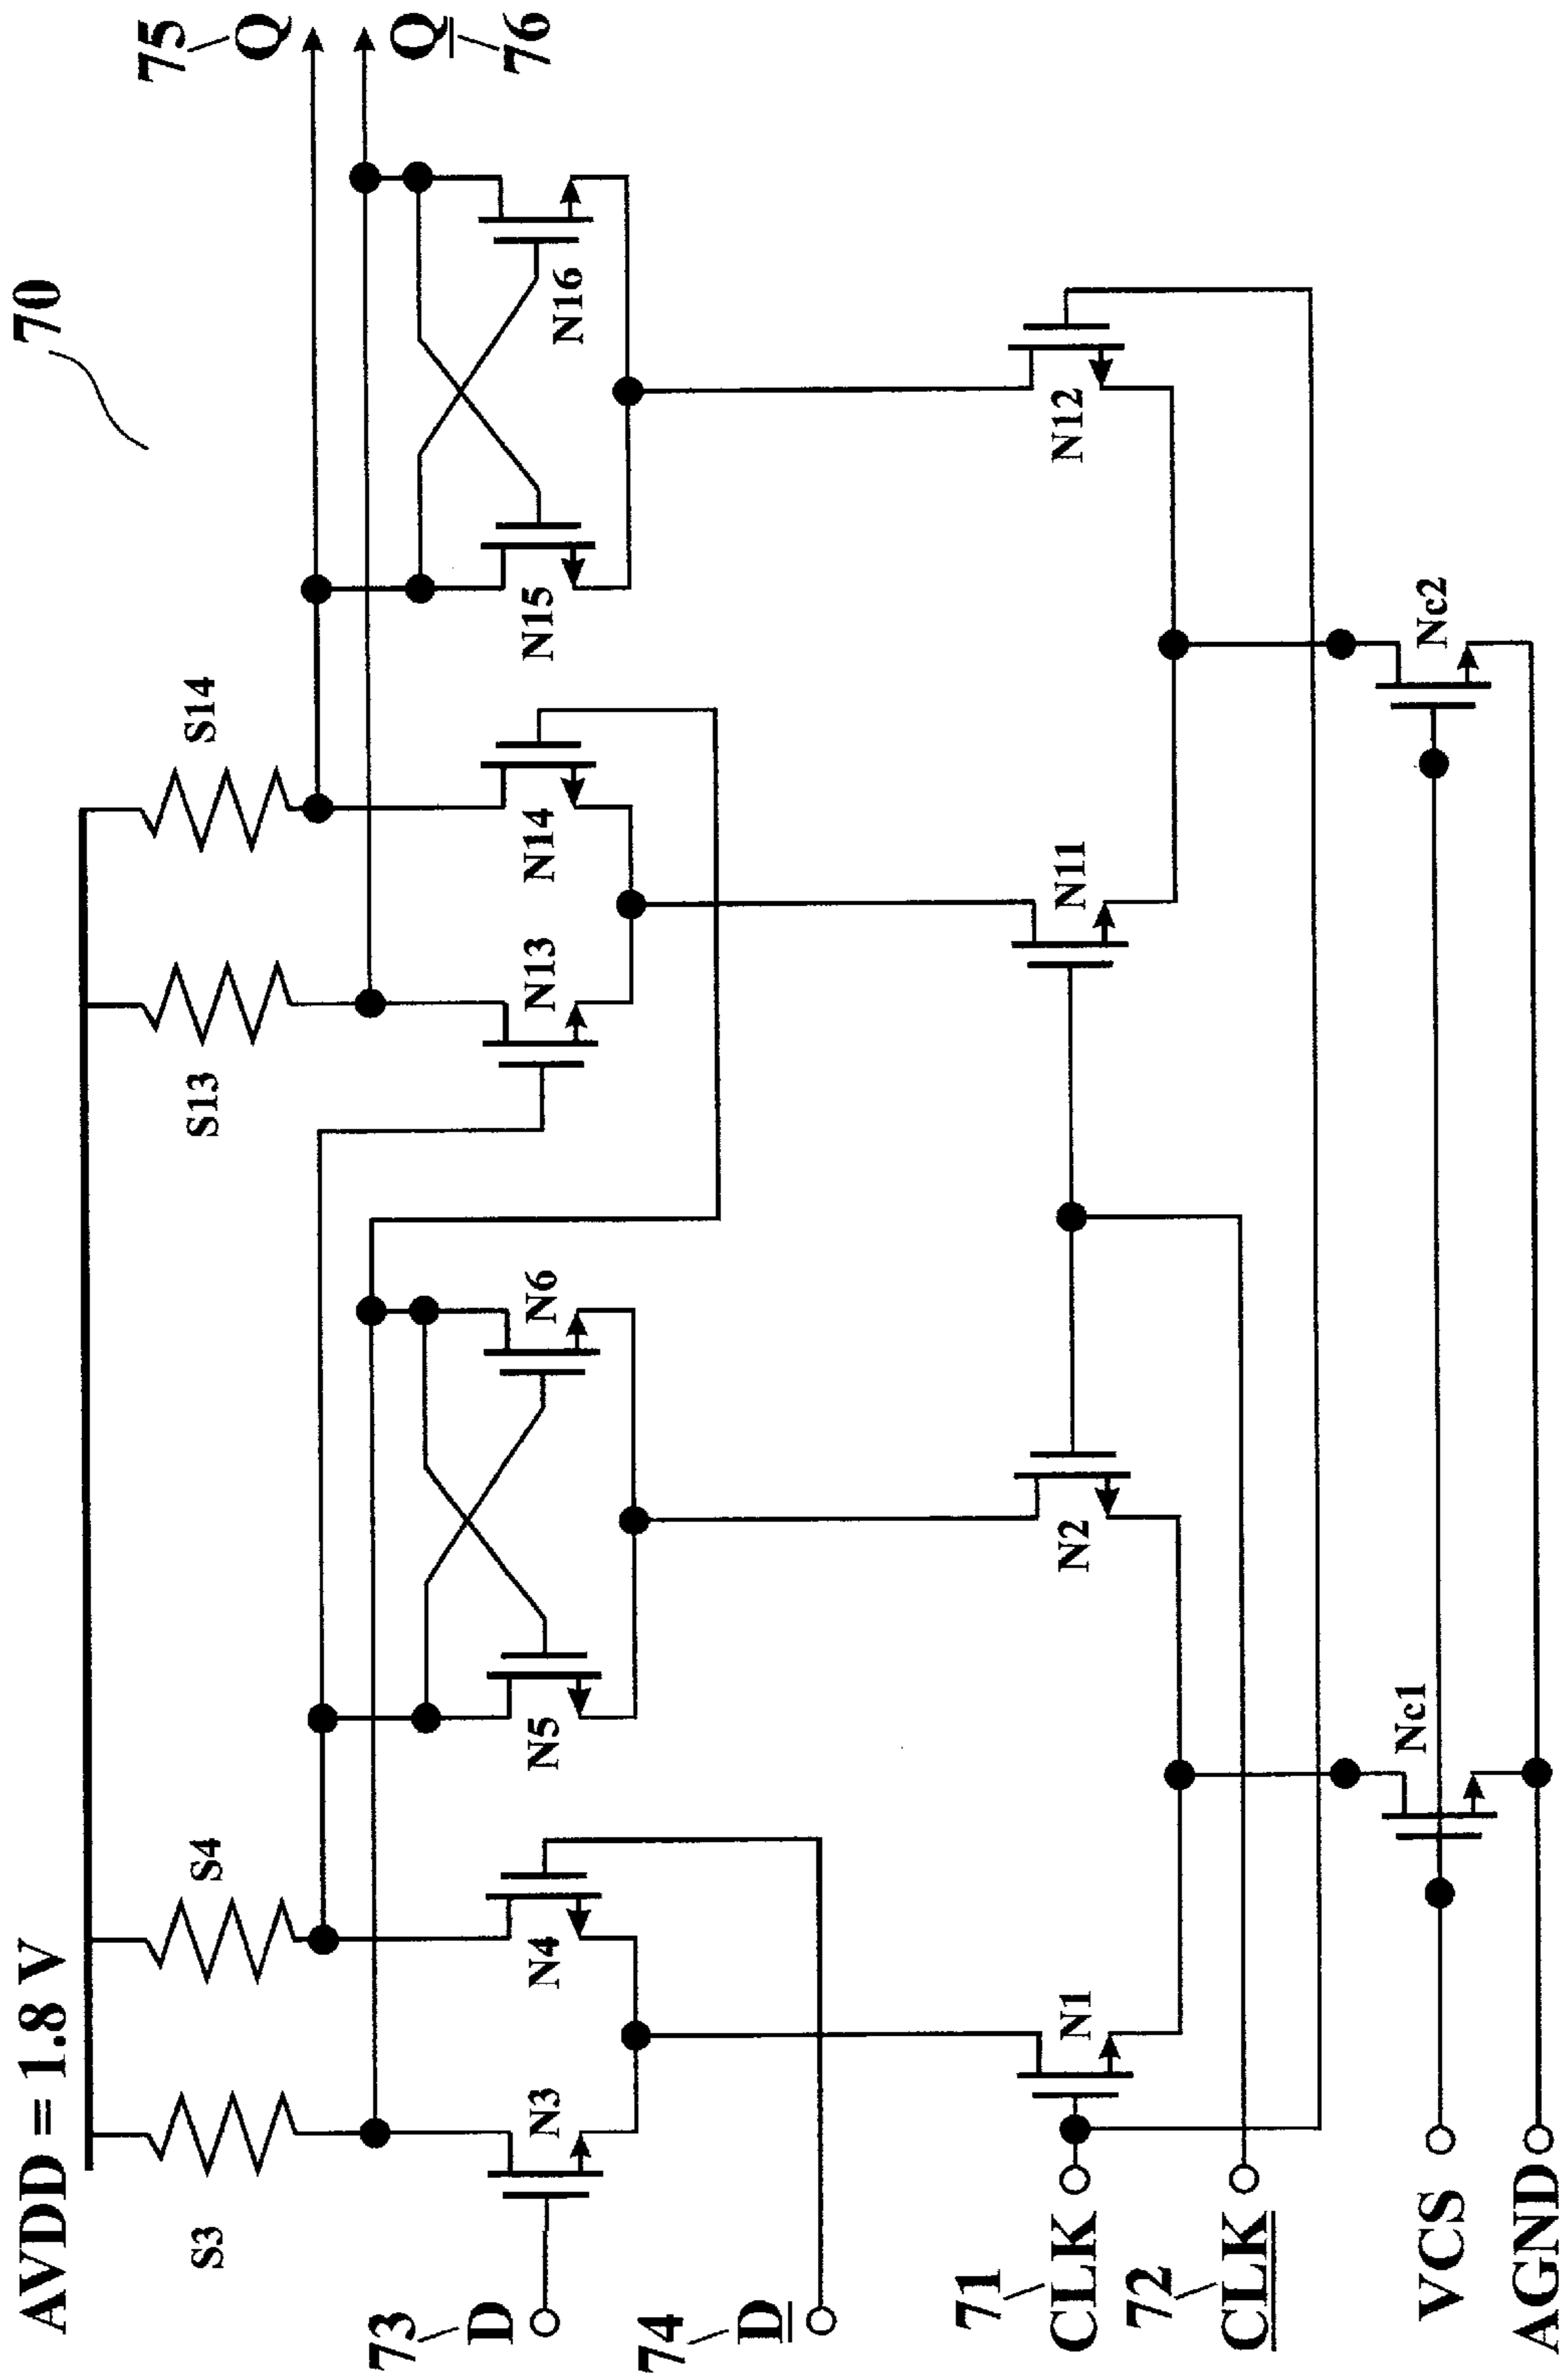 70
AVDD = 1.8 V
S3
S4
S13
S14
75
Q
Q
76
N3
N4
N5
N6
N13
N14
N15
N16
73
D
74
D
N1
N2
N11
N12
71
CLK
72
CLK
Nc1
Nc2
VCS
AGND